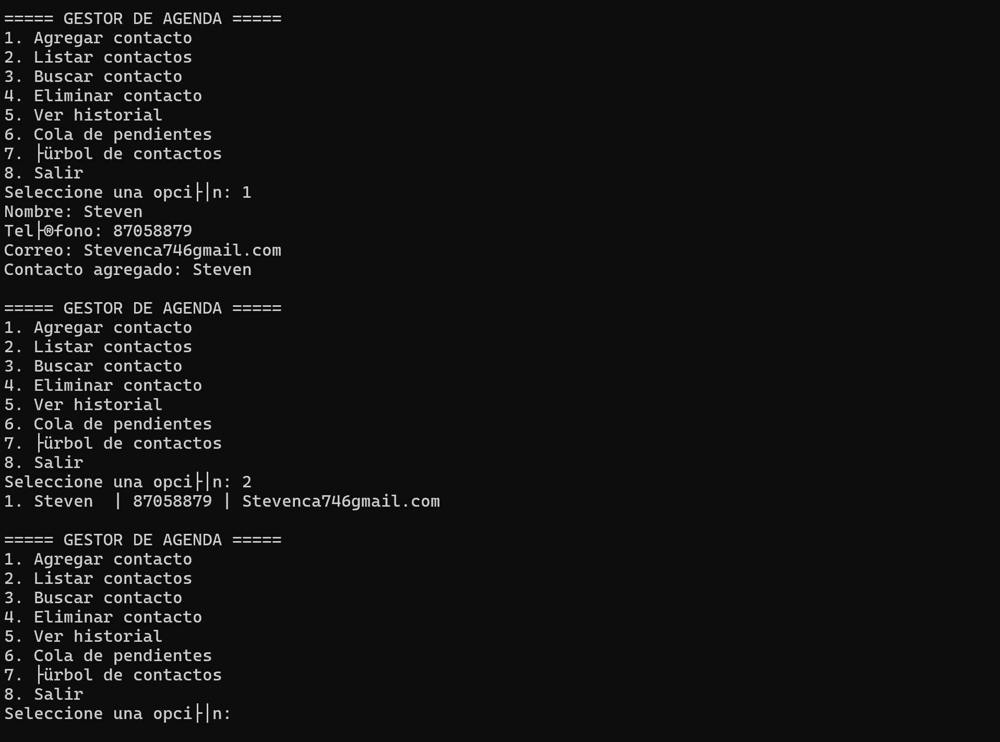 ===== GESTOR DE AGENDA =====
1. Agregar contacto
2. Listar contactos
3. Buscar contacto
4. Eliminar contacto
5. Ver historial
6. Cola de pendientes
7. ├ürbol de contactos
8. Salir
Seleccione una opci├│n: 1
Nombre: Steven
Tel├®fono: 87058879
Correo: Stevenca746gmail.com
Contacto agregado: Steven

===== GESTOR DE AGENDA =====
1. Agregar contacto
2. Listar contactos
3. Buscar contacto
4. Eliminar contacto
5. Ver historial
6. Cola de pendientes
7. ├ürbol de contactos
8. Salir
Seleccione una opci├│n: 2
1. Steven  | 87058879 | Stevenca746gmail.com

===== GESTOR DE AGENDA =====
1. Agregar contacto
2. Listar contactos
3. Buscar contacto
4. Eliminar contacto
5. Ver historial
6. Cola de pendientes
7. ├ürbol de contactos
8. Salir
Seleccione una opci├│n: